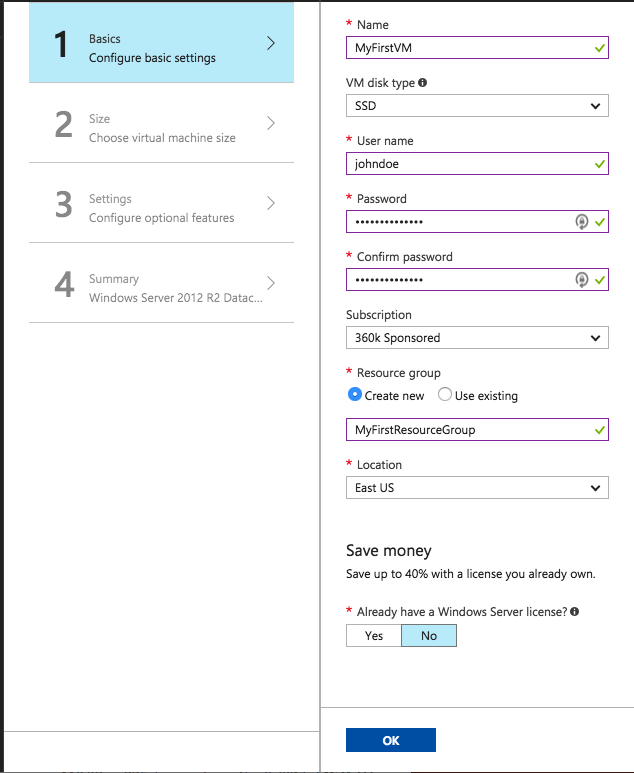 1
Basics
Configure basic settings
2
Size
Choose virtual machine size
3
Settings
Configure optional features
4
Summary
Windows Server 2012 R2 Datac...
* Name
MyFirstVM
VM disk type
SSD
* User name
johndoe
* Password
••••••••••••••
* Confirm password
••••••••••••••
Subscription
360k Sponsored
* Resource group
Create new Use existing
MyFirstResourceGroup
* Location
East US
Save money
Save up to 40% with a license you already own.
* Already have a Windows Server license?
Yes No
OK